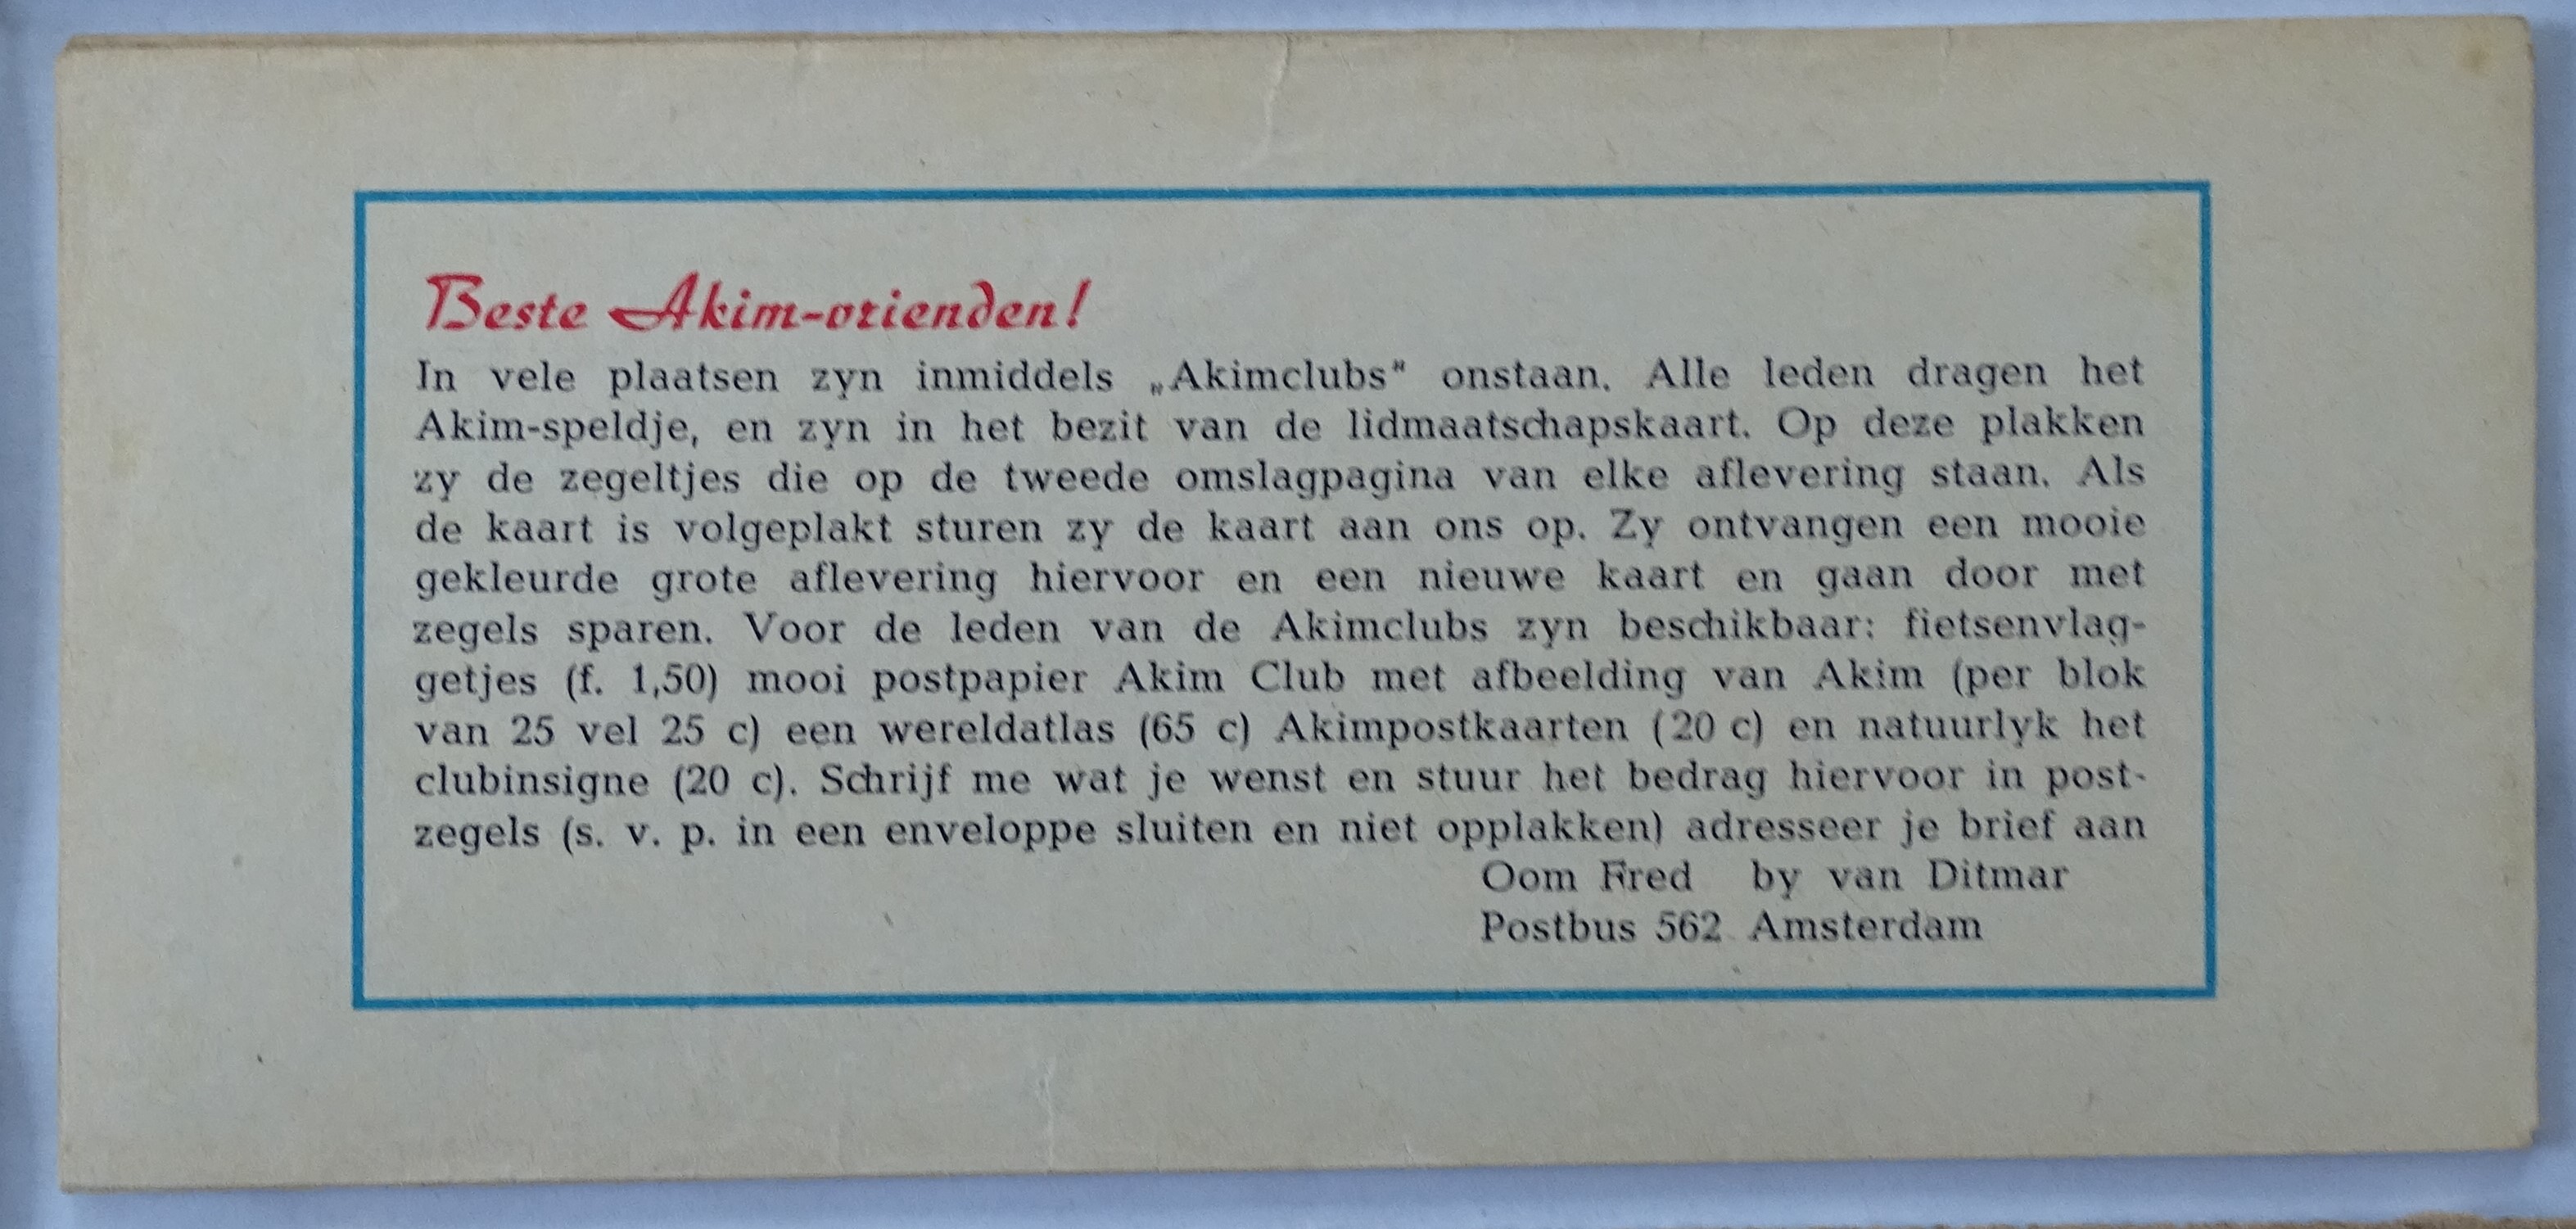 Beste Akim-vrienden!
In vele plaatsen zyn inmiddels „Akimclubs“ onstaan. Alle leden dragen het
Akim-speldje, en zyn in het bezit van de lidmaatschapskaart. Op deze plakken
zy de zegeltjes die op de tweede omslagpagina van elke aflevering staan. Als
de kaart is volgeplakt sturen zy de kaart aan ons op. Zy ontvangen een mooie
gekleurde grote aflevering hiervoor en een nieuwe kaart en gaan door met
zegels sparen. Voor de leden van de Akimclubs zyn beschikbaar: fietsenvlag-
getjes (f. 1,50) mooi postpapier Akim Club met afbeelding van Akim (per blok
van 25 vel 25 c) een wereldatlas (65 c) Akimpostkaarten (20 c) en natuurlyk het
clubinsigne (20 c). Schrijf me wat je wenst en stuur het bedrag hiervoor in post-
zegels (s. v. p. in een enveloppe sluiten en niet opplakken) adresseer je brief aan
Oom Fred by van Ditmar
Postbus 562 Amsterdam